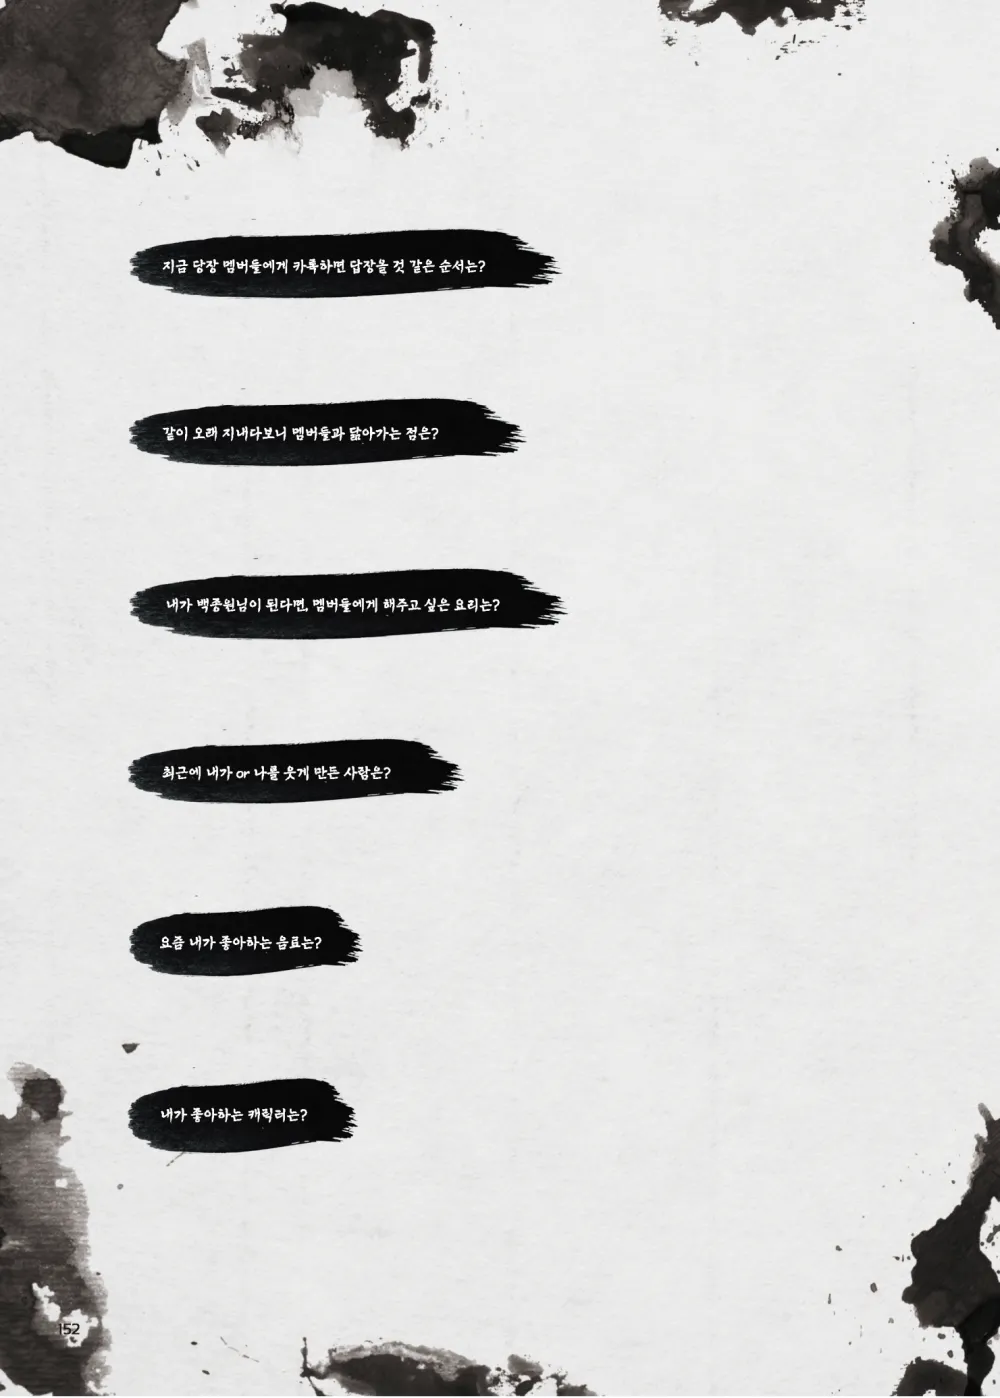 지금 당장 멤버들에게 카톡하면 답장올 것 같은 순서는?
같이 오래 지내다보니 멤버들과 닮아가는 점은?
내가 백종원님이 된다면, 멤버들에게 해주고 싶은 요리는?
최근에 내가 or 나를 웃게 만든 사람은?
요즘 내가 좋아하는 음료는?
내가 좋아하는 캐릭터는?
152